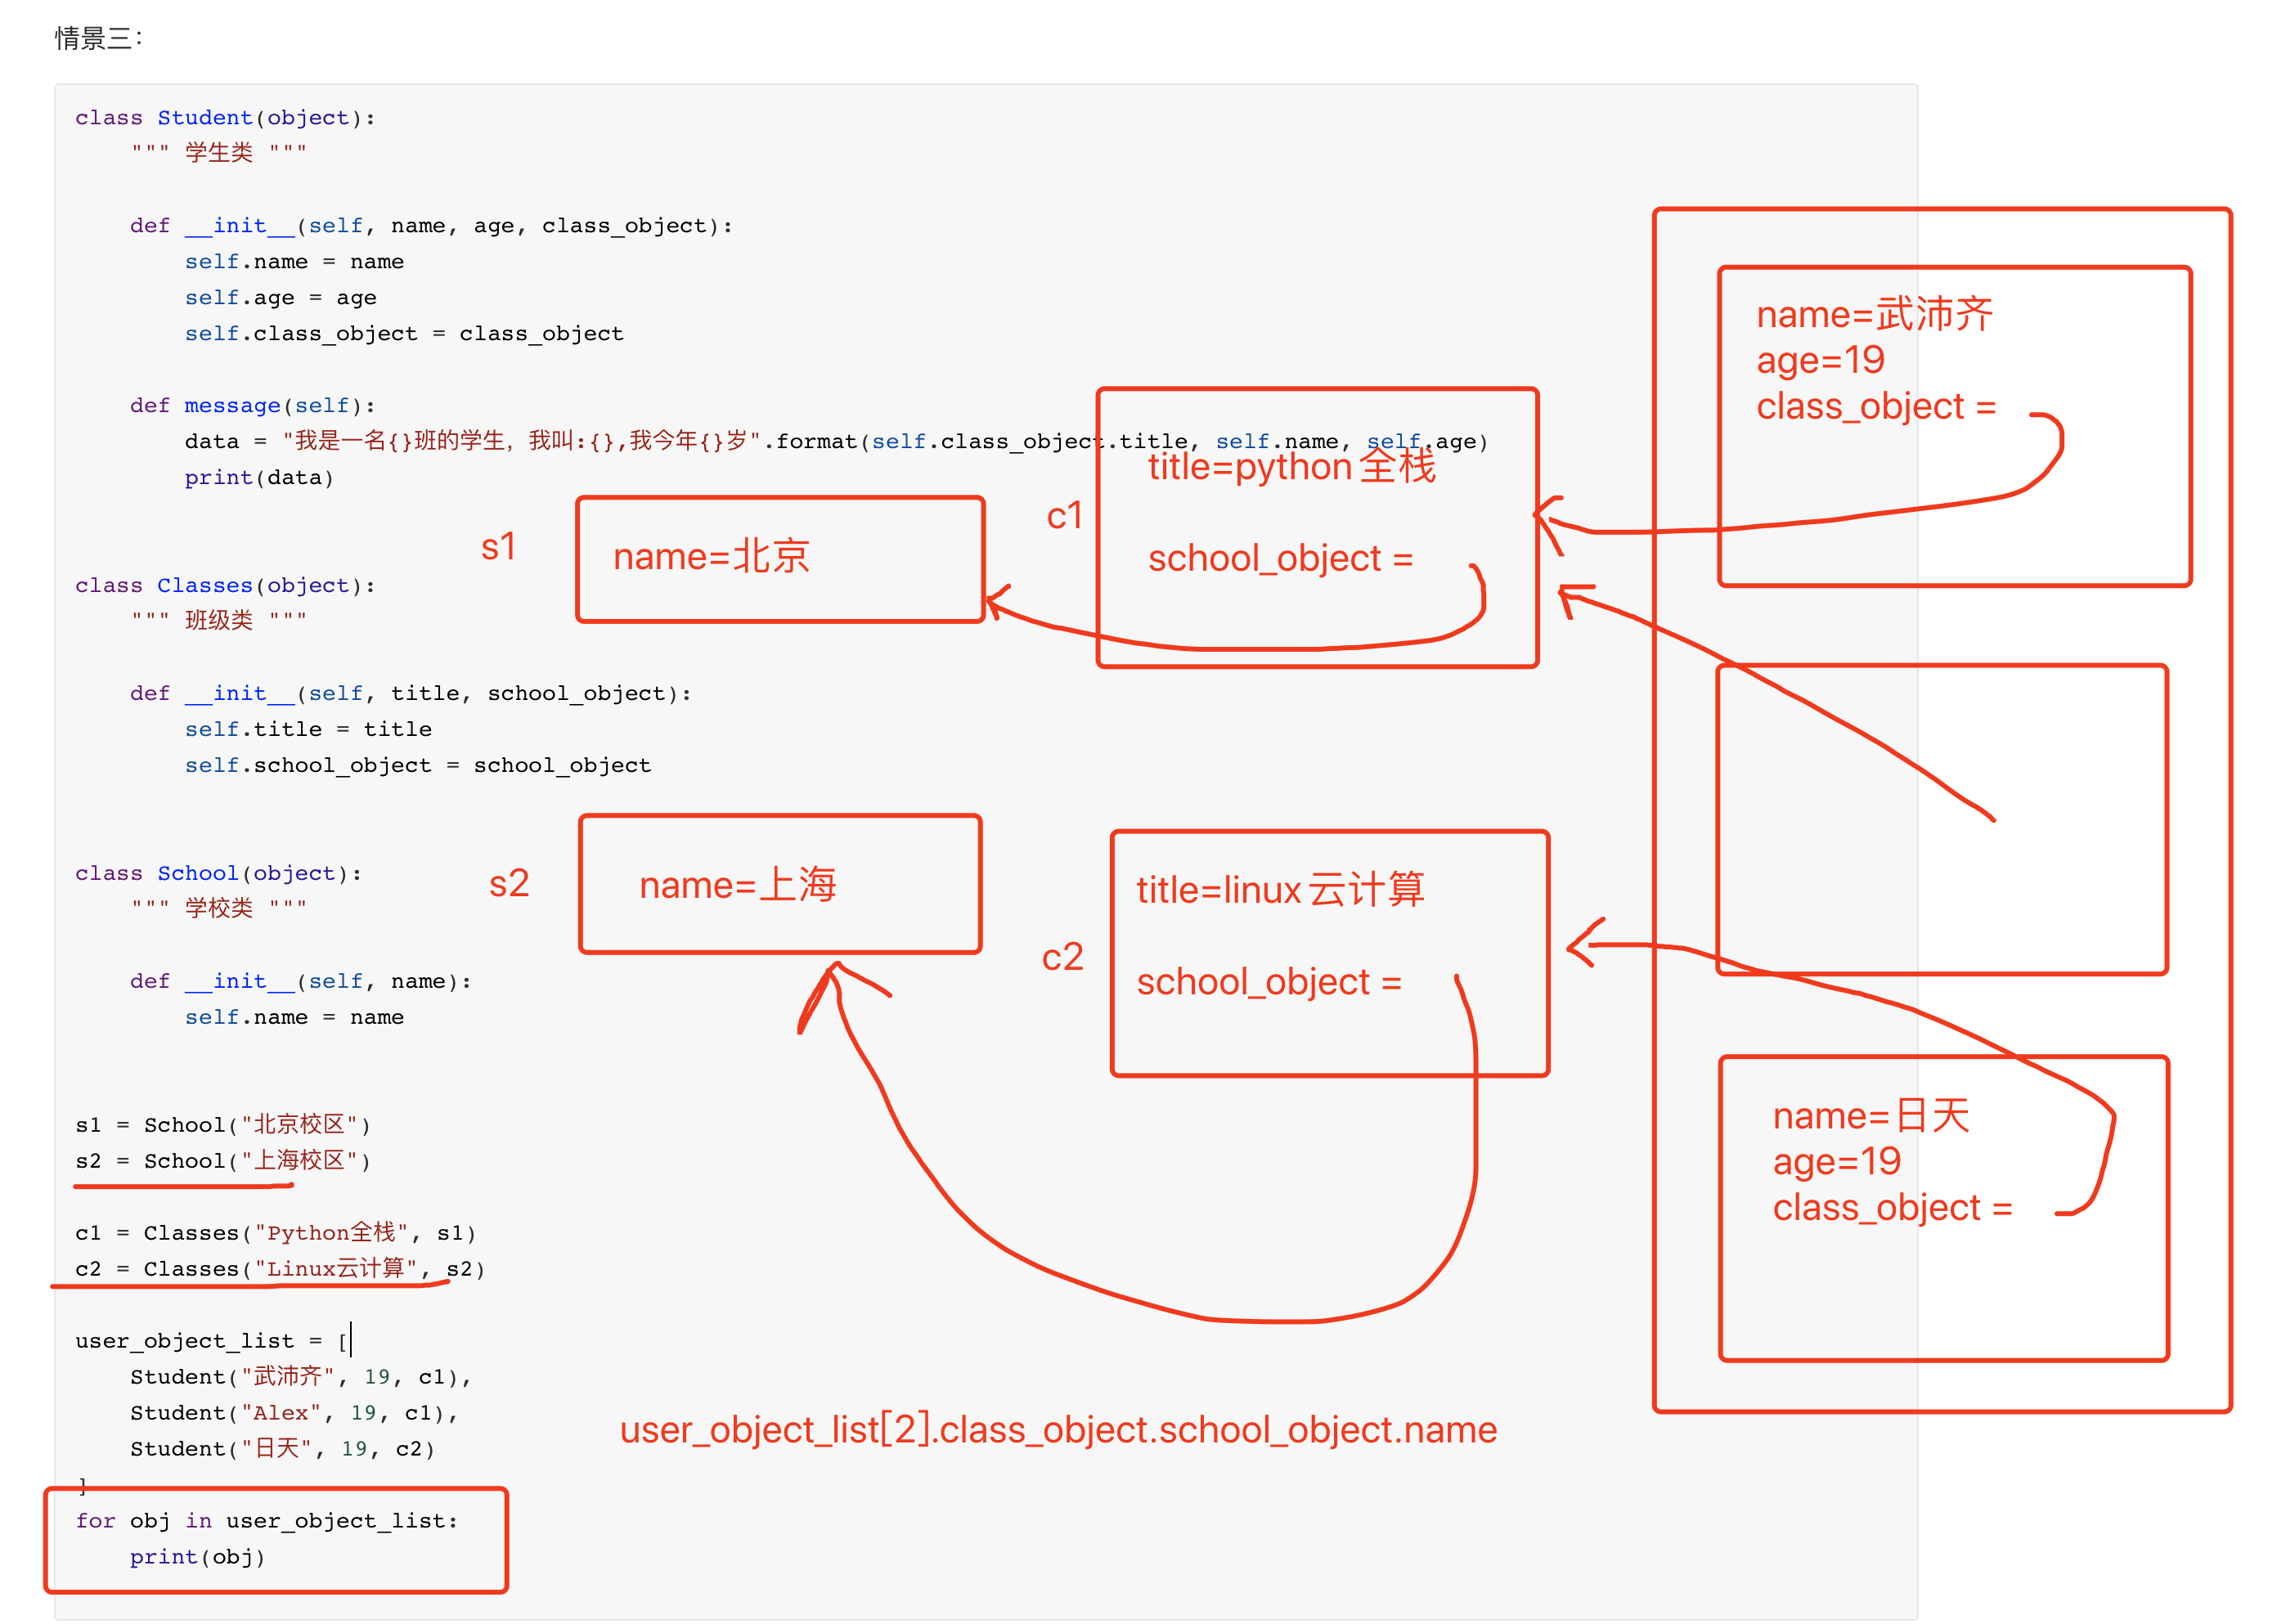 情景三：
class Student(object):
    """ 学生类 """
    def __init__(self, name, age, class_object):
        self.name = name
        self.age = age
        self.class_object = class_object
    def message(self):
        data = "我是一名{}班的学生，我叫:{},我今年{}岁".format(self.class_object.title, self.name, self.age)
        print(data)
class Classes(object):
    """ 班级类 """
    def __init__(self, title, school_object):
        self.title = title
        self.school_object = school_object
class School(object):
    """ 学校类 """
    def __init__(self, name):
        self.name = name
s1 = School("北京校区")
s2 = School("上海校区")
c1 = Classes("Python全栈", s1)
c2 = Classes("Linux云计算", s2)
user_object_list = [
    Student("武沛齐", 19, c1),
    Student("Alex", 19, c1),
    Student("日天", 19, c2)
]
for obj in user_object_list:
    print(obj)
s1
name=北京
s2
name=上海
c1
title=python 全栈
school_object =
c2
title=linux 云计算
school_object =
name=武沛齐
age=19
class_object =
name=日天
age=19
class_object =
user_object_list[2].class_object.school_object.name